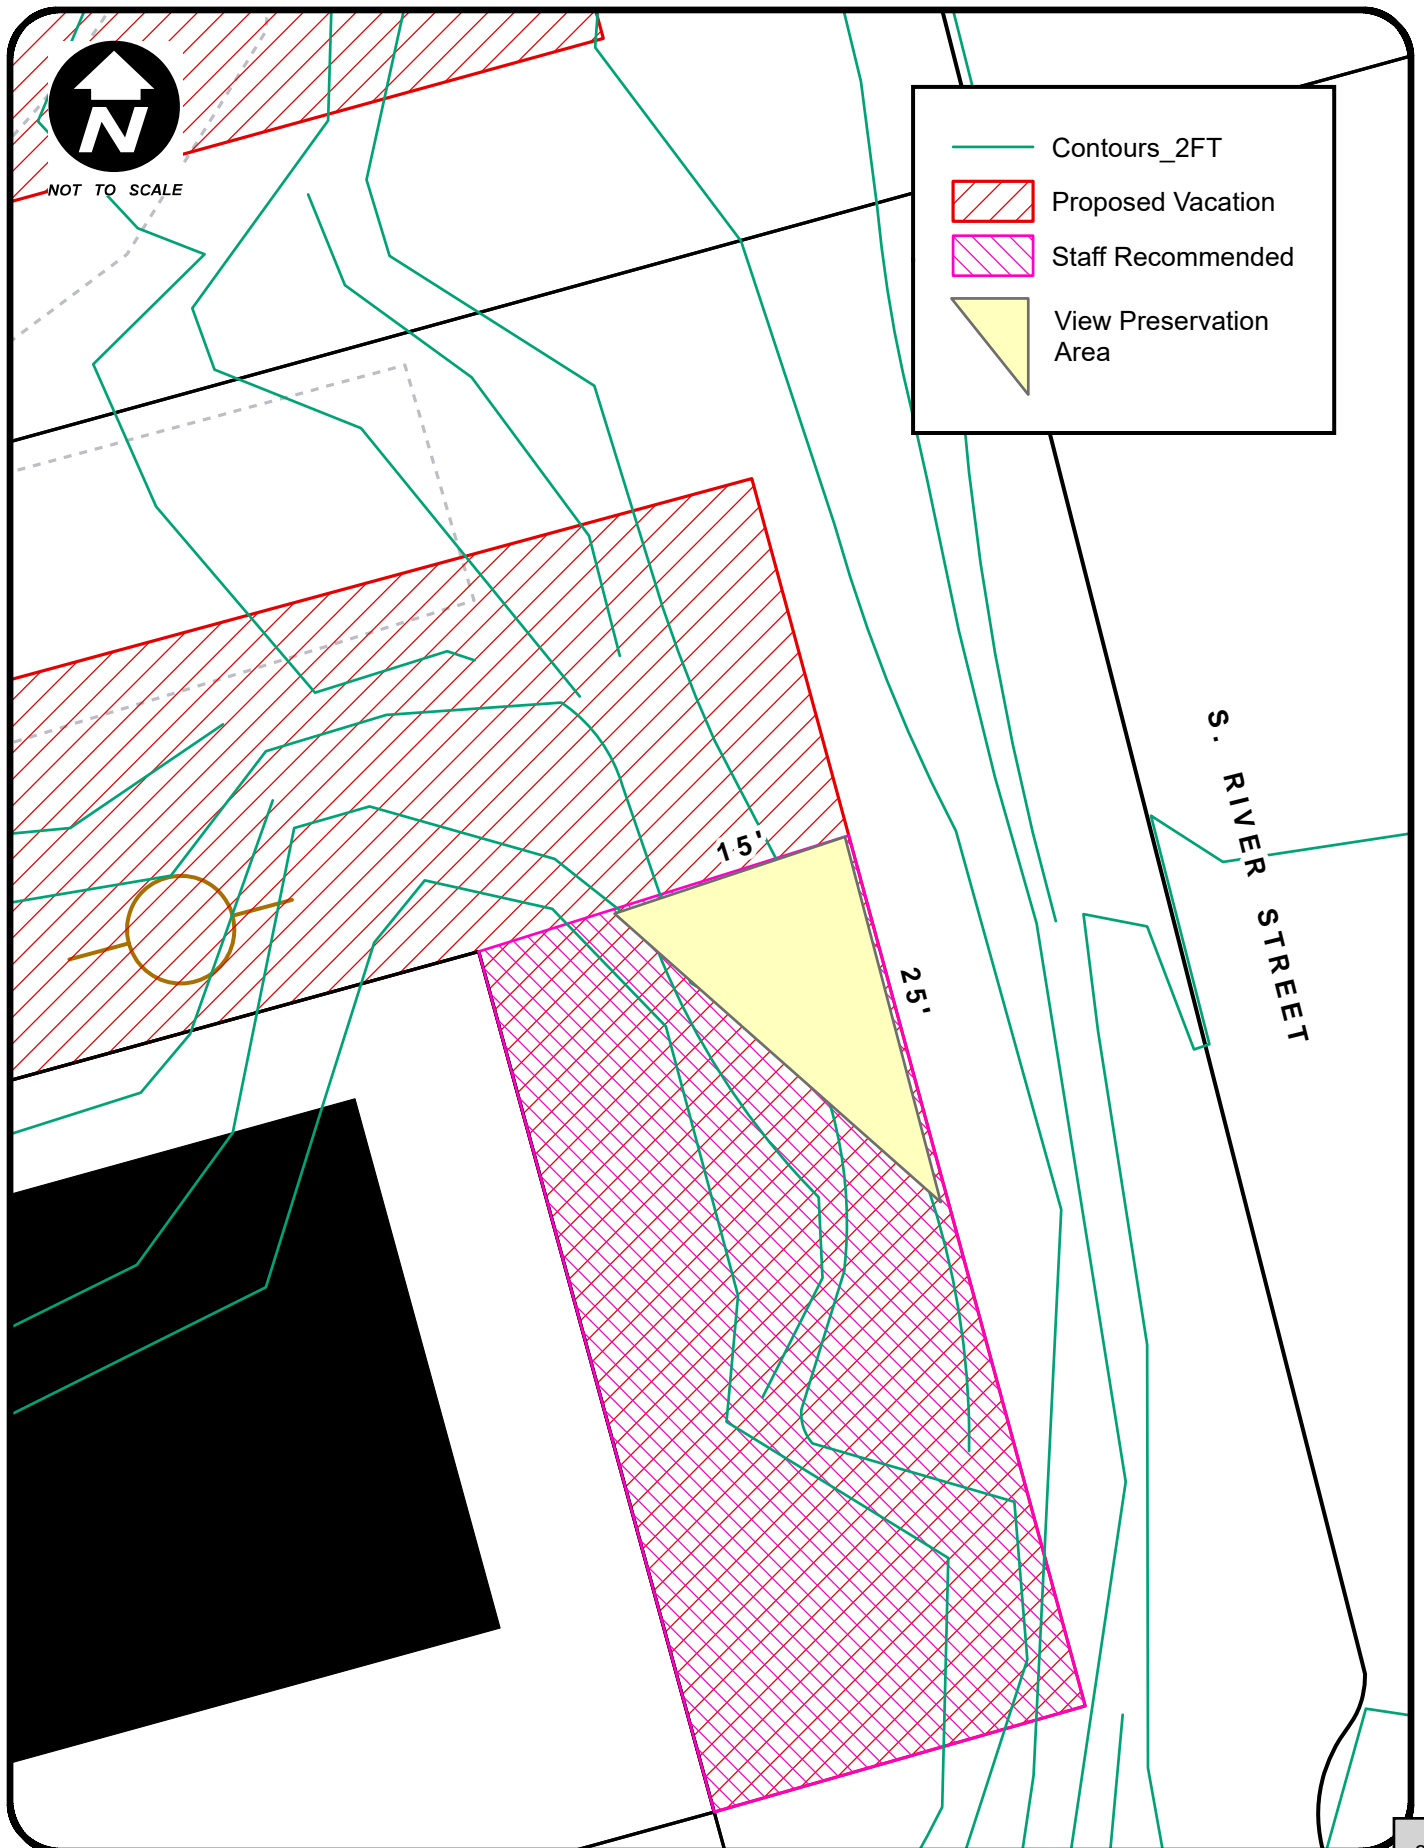 N
NOT TO SCALE
Contours_2FT
Proposed Vacation
Staff Recommended
View Preservation
Area
15'
25'
S. RIVER STREET